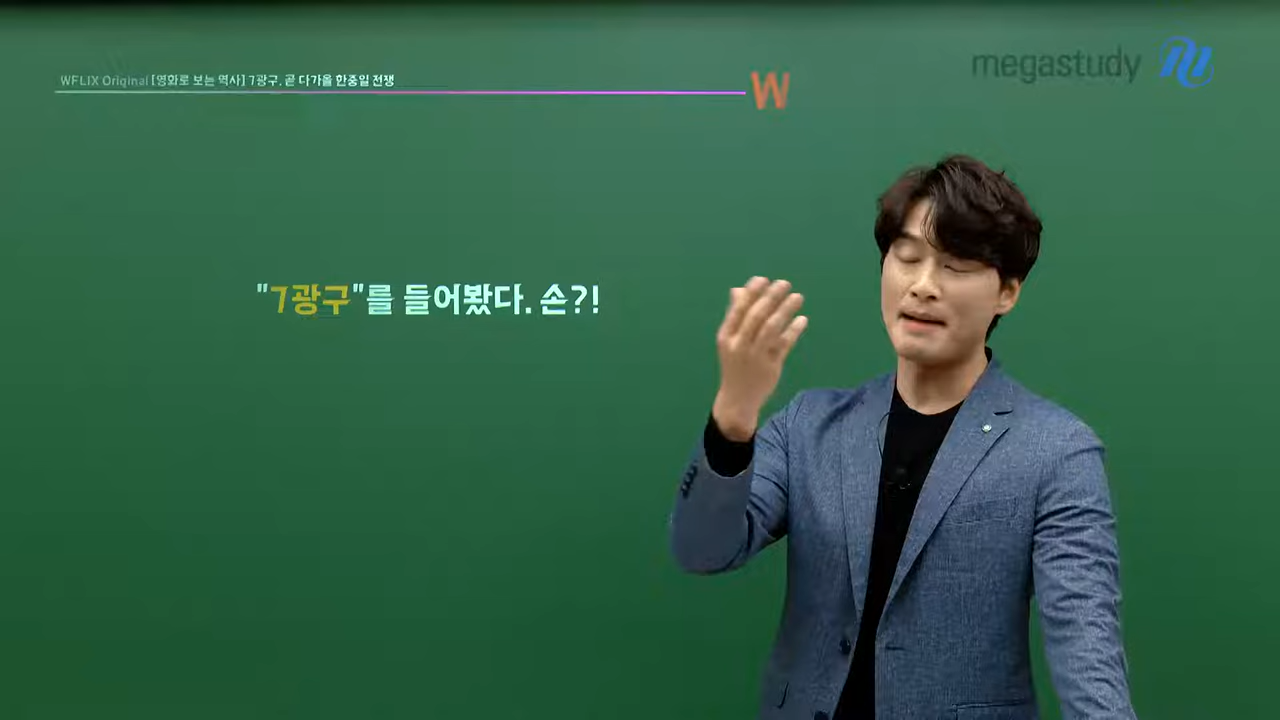 WFLIX Original [영화로 보는 역사] 7광구. 곧 다가올 한중일 전쟁
W
megastudy
"7광구"를 들어봤다. 손?!